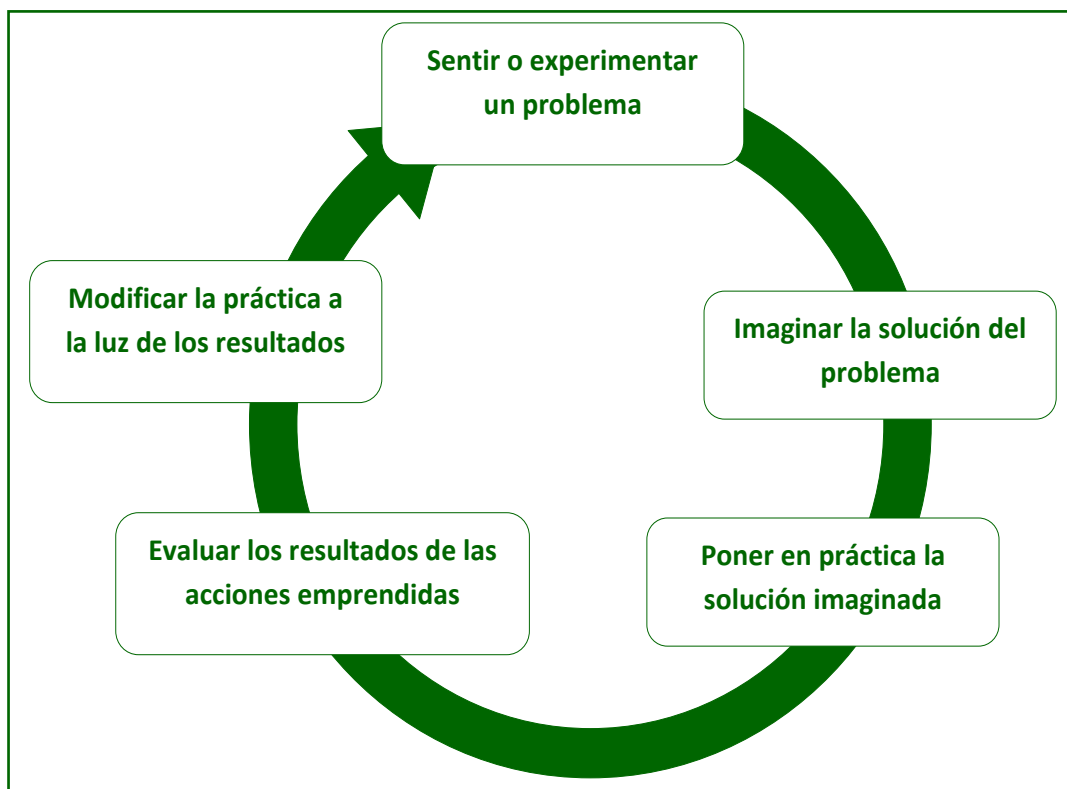 Sentir o experimentar
un problema
Imaginar la solución del
problema
Poner en práctica la
solución imaginada
Evaluar los resultados de las
acciones emprendidas
Modificar la práctica a
la luz de los resultados